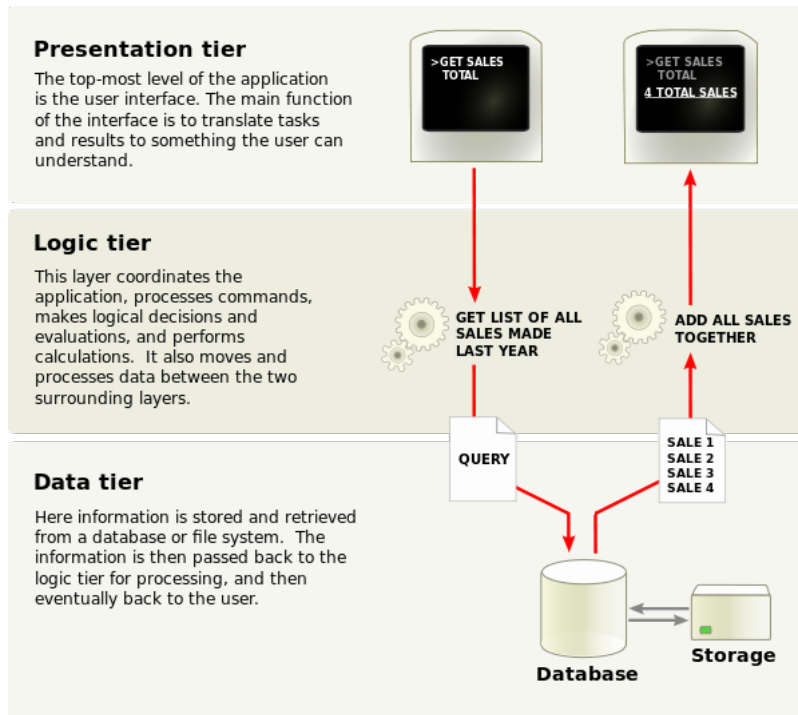 Presentation tier
The top-most level of the application
is the user interface. The main function
of the interface is to translate tasks
and results to something the user can
understand.
>GET SALES
TOTAL
>GET SALES
TOTAL
4 TOTAL SALES
Logic tier
This layer coordinates the
application, processes commands,
makes logical decisions and
evaluations, and performs
calculations.  It also moves and
processes data between the two
surrounding layers.
GET LIST OF ALL
SALES MADE
LAST YEAR
ADD ALL SALES
TOGETHER
Data tier
Here information is stored and retrieved
from a database or file system.  The
information is then passed back to the
logic tier for processing, and then
eventually back to the user.
QUERY
SALE 1
SALE 2
SALE 3
SALE 4
Database
Storage